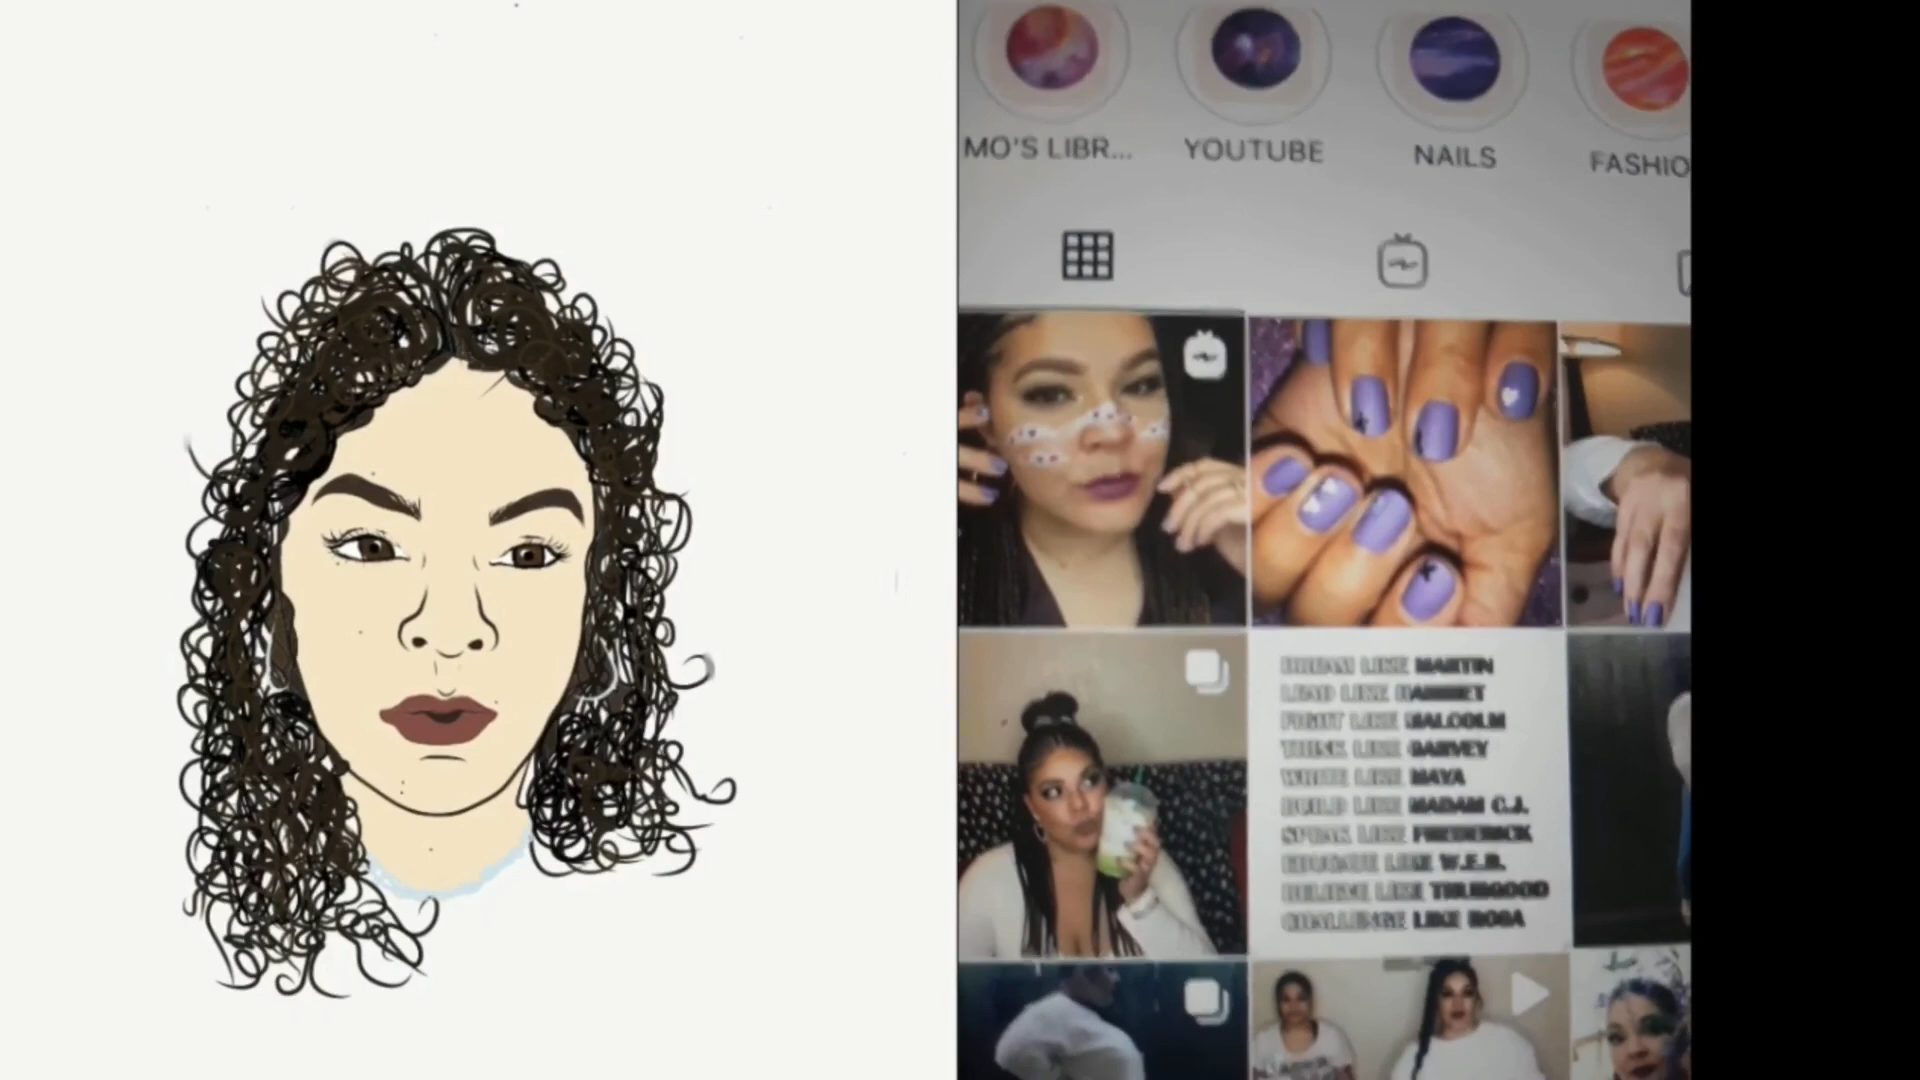 MO'S LIBR...
YOUTUBE
NAILS
FASHIO
DREAM LIKE MARTIN
LEAD LIKE HARRIET
FIGHT LIKE MALCOLM
THINK LIKE GARVEY
WRITE LIKE MAYA
BUILD LIKE MADAM C.J.
SPEAK LIKE FREDERICK
EDUCATE LIKE W.E.B.
BELIEVE LIKE THURGOOD
CHALLENGE LIKE ROSA